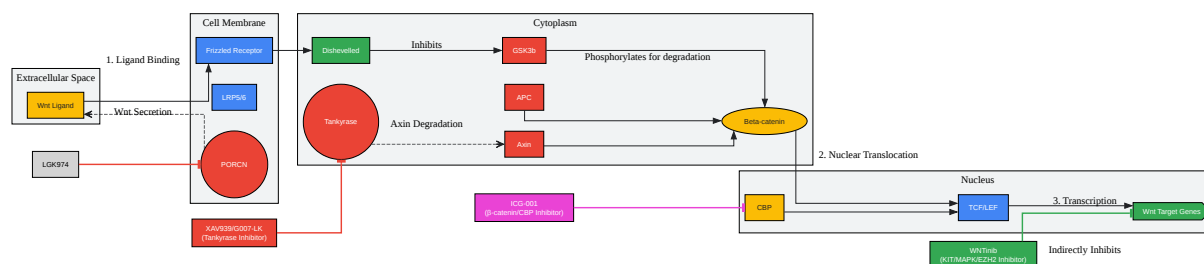 Cell Membrane
Cytoplasm
Frizzled Receptor
Dishevelled
Inhibits
GSK3b
1. Ligand Binding
Phosphorylates for degradation
Extracellular Space
Wnt Ligand
LRP5/6
APC
Wnt Secretion
Tankyrase
Axin Degradation
Beta-catenin
Axin
LGK974
PORCN
2. Nuclear Translocation
Nucleus
ICG-001
(β-catenin/CBP Inhibitor)
CBP
TCF/LEF
3. Transcription
Wnt Target Genes
XAV939/G007-LK
(Tankyrase Inhibitor)
WNTinib
(KIT/MAPK/EZH2 Inhibitor)
Indirectly Inhibits